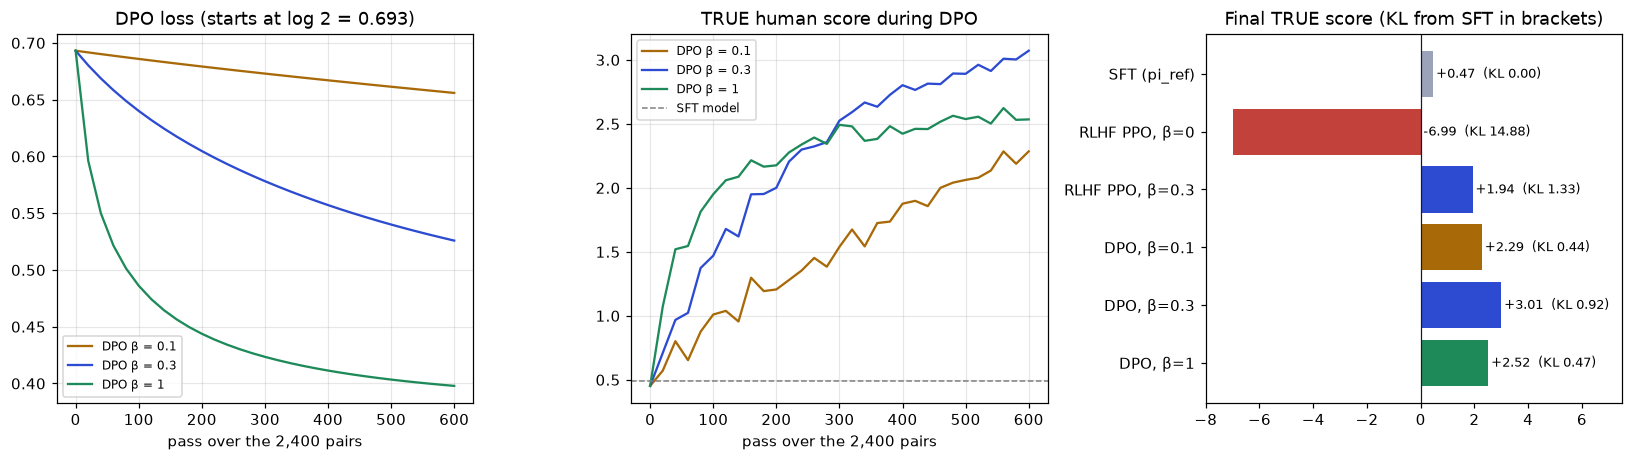 DPO loss (starts at log 2 = 0.693)
0.70
0.65
0.60
0.55
0.50
0.45
0.40
DPO β = 0.1
DPO β = 0.3
DPO β = 1
0
100
200
300
400
500
600
pass over the 2,400 pairs
TRUE human score during DPO
DPO β = 0.1
DPO β = 0.3
DPO β = 1
SFT model
3.0
2.5
2.0
1.5
1.0
0.5
0
100
200
300
400
500
600
pass over the 2,400 pairs
Final TRUE score (KL from SFT in brackets)
SFT (pi_ref)
+0.47 (KL 0.00)
RLHF PPO, β=0
-6.99 (KL 14.88)
RLHF PPO, β=0.3
+1.94 (KL 1.33)
DPO, β=0.1
+2.29 (KL 0.44)
DPO, β=0.3
+3.01 (KL 0.92)
DPO, β=1
+2.52 (KL 0.47)
−8
−6
−4
−2
0
2
4
6